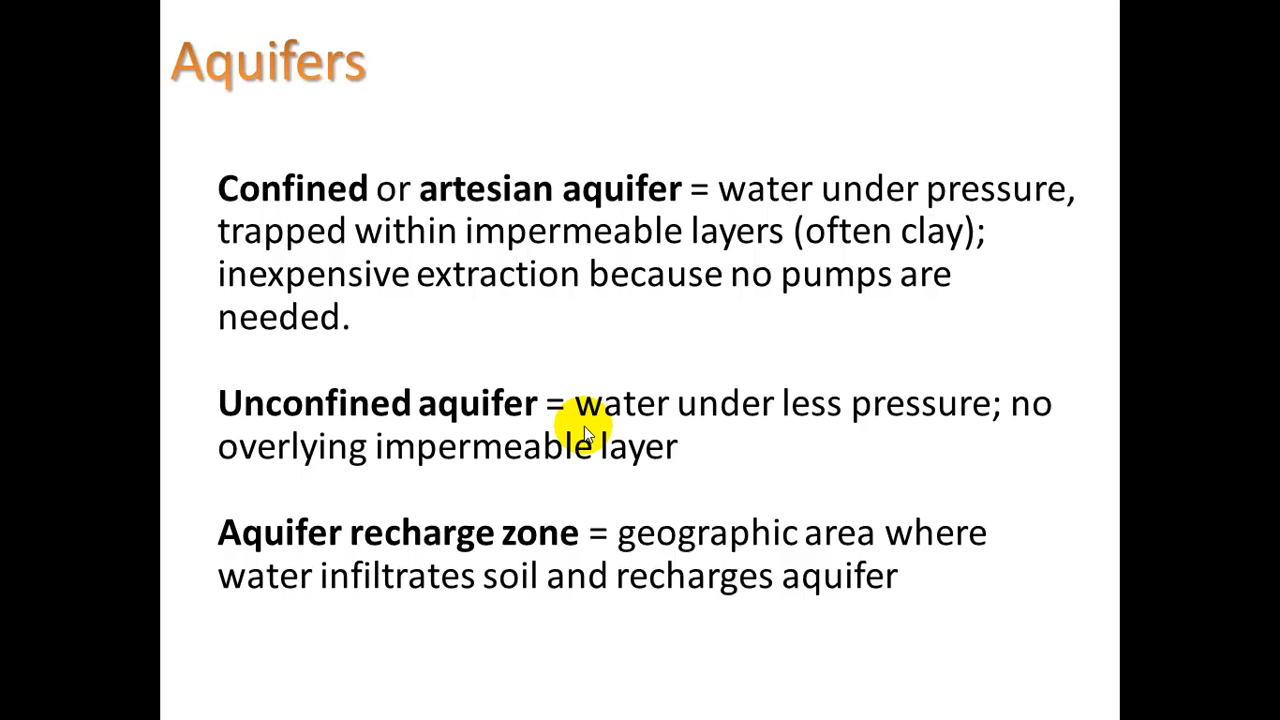 Aquifers
Confined or artesian aquifer = water under pressure,
trapped within impermeable layers (often clay);
inexpensive extraction because no pumps are
needed.
Unconfined aquifer = water under less pressure; no
overlying impermeable layer
Aquifer recharge zone = geographic area where
water infiltrates soil and recharges aquifer